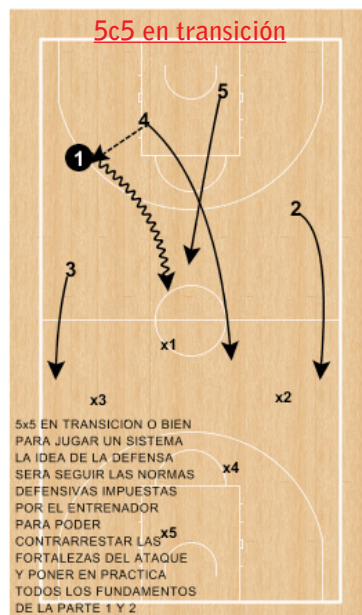 5c5 en transición
5
4
1
2
3
x1
x3
x2
5x5 EN TRANSICION O BIEN
PARA JUGAR UN SISTEMA
LA IDEA DE LA DEFENSA
SERA SEGUIR LAS NORMAS
x4
DEFENSIVAS IMPUESTAS
POR EL ENTRENADOR
PARA PODER
x5
CONTRARRESTAR LAS
FORTALEZAS DEL ATAQUE
Y PONER EN PRACTICA
TODOS LOS FUNDAMENTOS
DE LA PARTE 1 Y 2